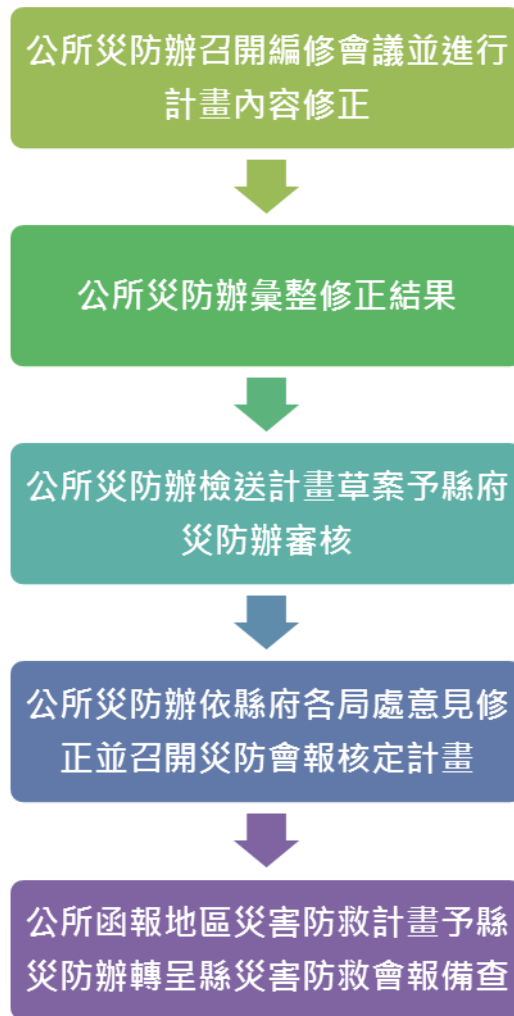 公所災防辦召開編修會議並進行
計畫內容修正
公所災防辦彙整修正結果
公所災防辦檢送計畫草案予縣府
災防辦審核
公所災防辦依縣府各局處意見修
正並召開災防會報核定計畫
公所函報地區災害防救計畫予縣
災防辦轉呈縣災害防救會報備查